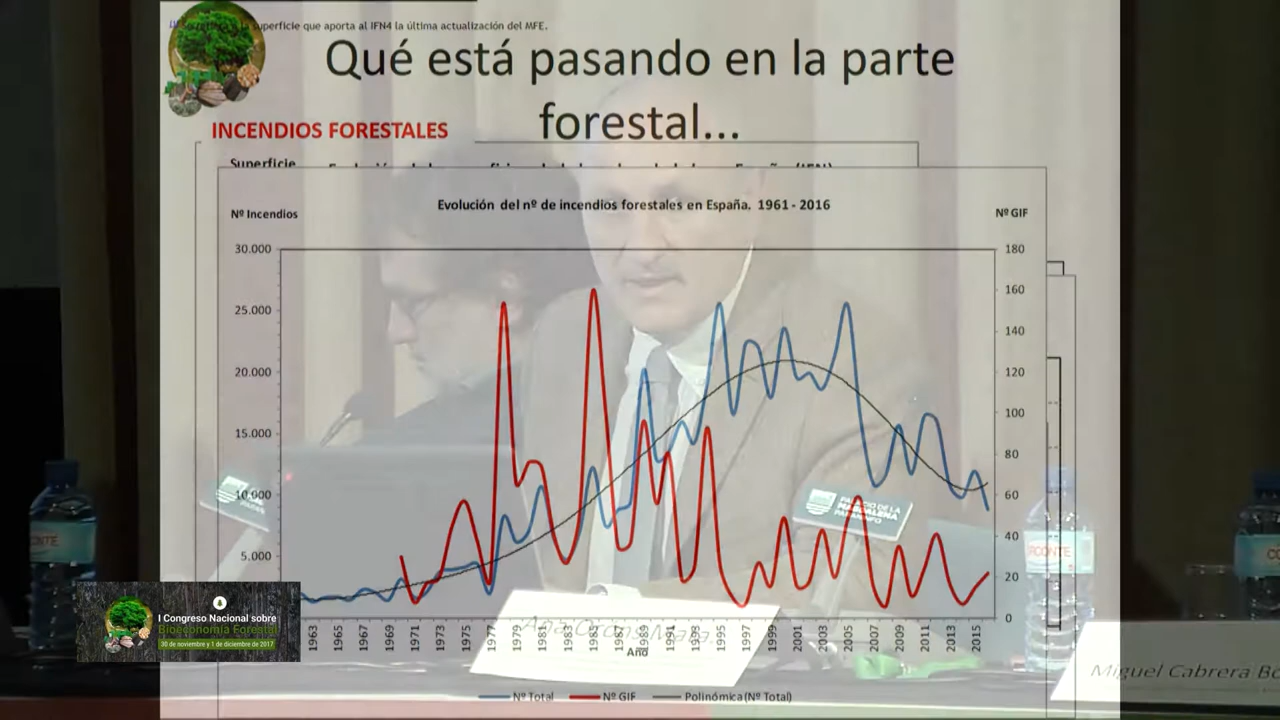 superficie que aporta al IFN4 la última actualización del MFE.
Qué está pasando en la parte
forestal...
INCENDIOS FORESTALES
Superficie
Evolución del nº de incendios forestales en España. 1961 - 2016
Nº Incendios
Nº GIF
30.000
25.000
20.000
15.000
10.000
5.000
180
160
140
120
100
80
60
40
20
0
1963
1965
1967
1969
1971
1973
1975
1977
1979
1981
1983
1985
1987
1989
1991
1993
1995
1997
1999
2001
2003
2005
2007
2009
2011
2013
2015
Año
Nº Total
Nº GIF
Polinómica (Nº Total)
PALACIO DE LA
MAGDALENA
PARANINFO
I Congreso Nacional sobre
Bioeconomía Forestal
30 de noviembre y 1 de diciembre de 2017
Miguel Cabrera